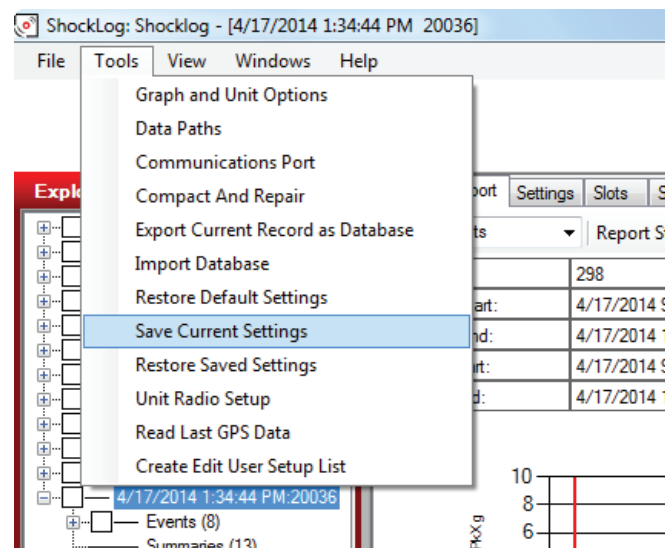 ShockLog: Shocklog - [4/17/2014 1:34:44 PM 20036]
File Tools View Windows Help
Graph and Unit Options
Data Paths
Communications Port
Compact And Repair
Export Current Record as Database
Import Database
Restore Default Settings
Save Current Settings
Restore Saved Settings
Unit Radio Setup
Read Last GPS Data
Create Edit User Setup List
Settings Slots
298
4/17/2014
4/17/2014
4/17/2014
4/17/2014
4/17/2014 1:34:44 PM:20036
Events (8)
Summaries (13)
10
8
6
PkX g